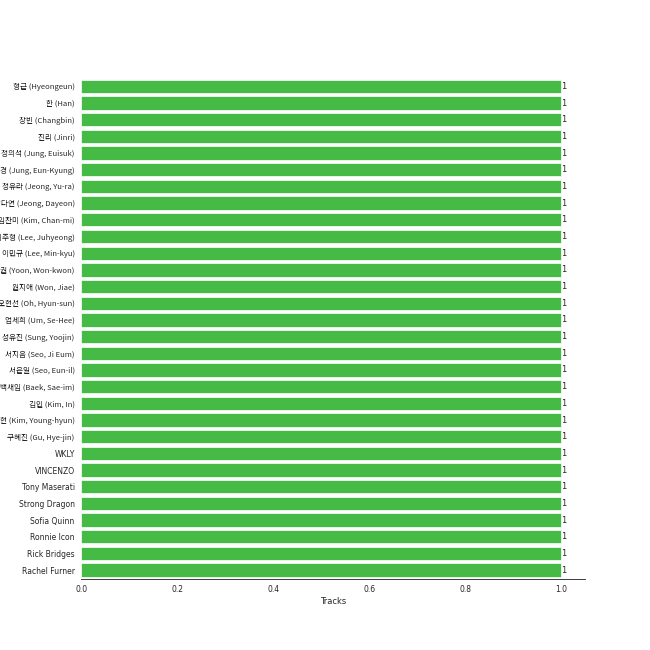 형근 (Hyeongeun) 1
한 (Han) 1
창빈 (Changbin) 1
진리 (Jinri) 1
정의석 (Jung, Euisuk) 1
경 (Jung, Eun-Kyung) 1
정유라 (Jeong, Yu-ra) 1
다연 (Jeong, Dayeon) 1
임찬미 (Kim, Chan-mi) 1
주형 (Lee, Juhyeong) 1
이민규 (Lee, Min-kyu) 1
권 (Yoon, Won-kwon) 1
원지애 (Won, Jiae) 1
오현선 (Oh, Hyun-sun) 1
엄세희 (Um, Se-Hee) 1
성유진 (Sung, Yoojin) 1
서지음 (Seo, Ji Eum) 1
서은일 (Seo, Eun-il) 1
백새임 (Baek, Sae-im) 1
김인 (Kim, In) 1
현 (Kim, Young-hyun) 1
구혜진 (Gu, Hye-jin) 1
WKLY 1
VINCENZO 1
Tony Maserati 1
Strong Dragon 1
Sofia Quinn 1
Ronnie Icon 1
Rick Bridges 1
Rachel Furner 1
0.0 0.2 0.4 0.6 0.8 1.0
Tracks